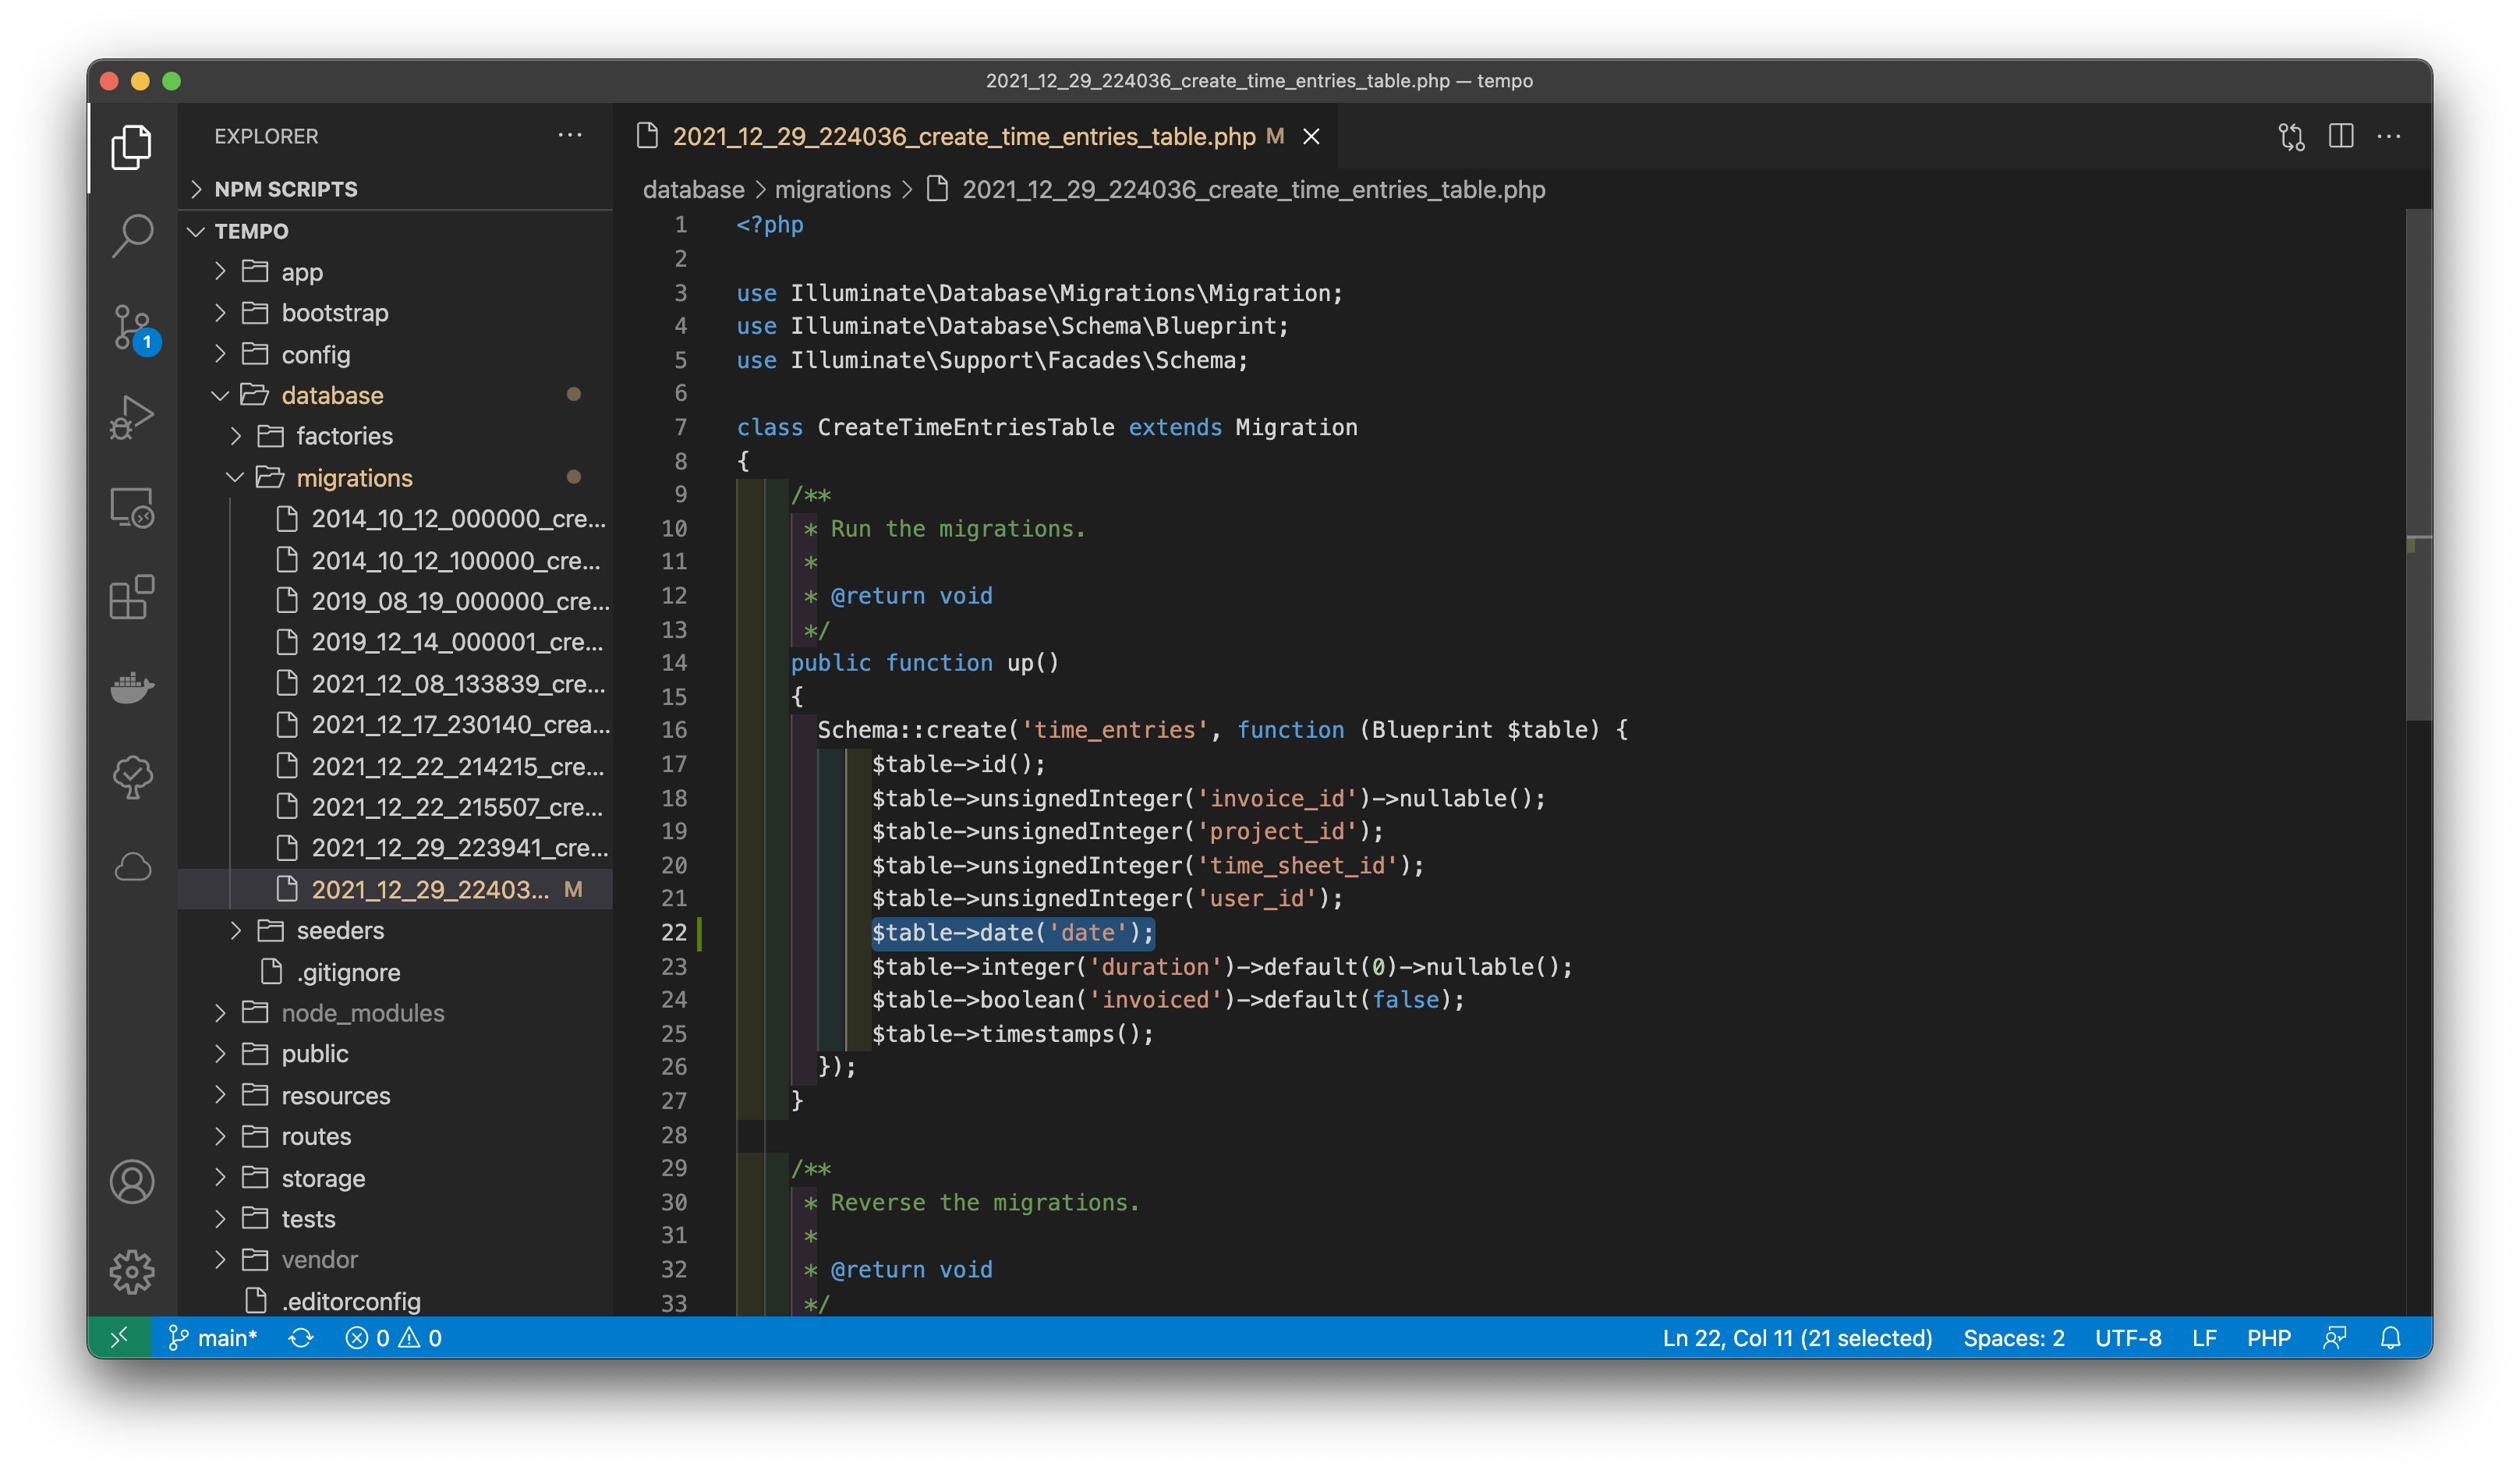 2021_12_29_224036_create_time_entries_table.php — tempo
EXPLORER
NPM SCRIPTS
TEMPO
app
bootstrap
config
database
factories
migrations
2014_10_12_000000_cre...
2014_10_12_100000_cre...
2019_08_19_000000_cre...
2019_12_14_000001_cre...
2021_12_08_133839_cre...
2021_12_17_230140_crea...
2021_12_22_214215_cre...
2021_12_22_215507_cre...
2021_12_29_223941_cre...
2021_12_29_22403... M
seeders
.gitignore
node_modules
public
resources
routes
storage
tests
vendor
.editorconfig
1
2021_12_29_224036_create_time_entries_table.php M
database > migrations > 2021_12_29_224036_create_time_entries_table.php
1 <?php
2
3 use Illuminate\Database\Migrations\Migration;
4 use Illuminate\Database\Schema\Blueprint;
5 use Illuminate\Support\Facades\Schema;
6
7 class CreateTimeEntriesTable extends Migration
8 {
9 /**
10 * Run the migrations.
11 *
12 * @return void
13 */
14 public function up()
15 {
16 Schema::create('time_entries', function (Blueprint $table) {
17 $table->id();
18 $table->unsignedInteger('invoice_id')->nullable();
19 $table->unsignedInteger('project_id');
20 $table->unsignedInteger('time_sheet_id');
21 $table->unsignedInteger('user_id');
22 $table->date('date');
23 $table->integer('duration')->default(0)->nullable();
24 $table->boolean('invoiced')->default(false);
25 $table->timestamps();
26 });
27 }
28
29 /**
30 * Reverse the migrations.
31 *
32 * @return void
33 */
main* 0 0 Ln 22, Col 11 (21 selected) Spaces: 2 UTF-8 LF PHP